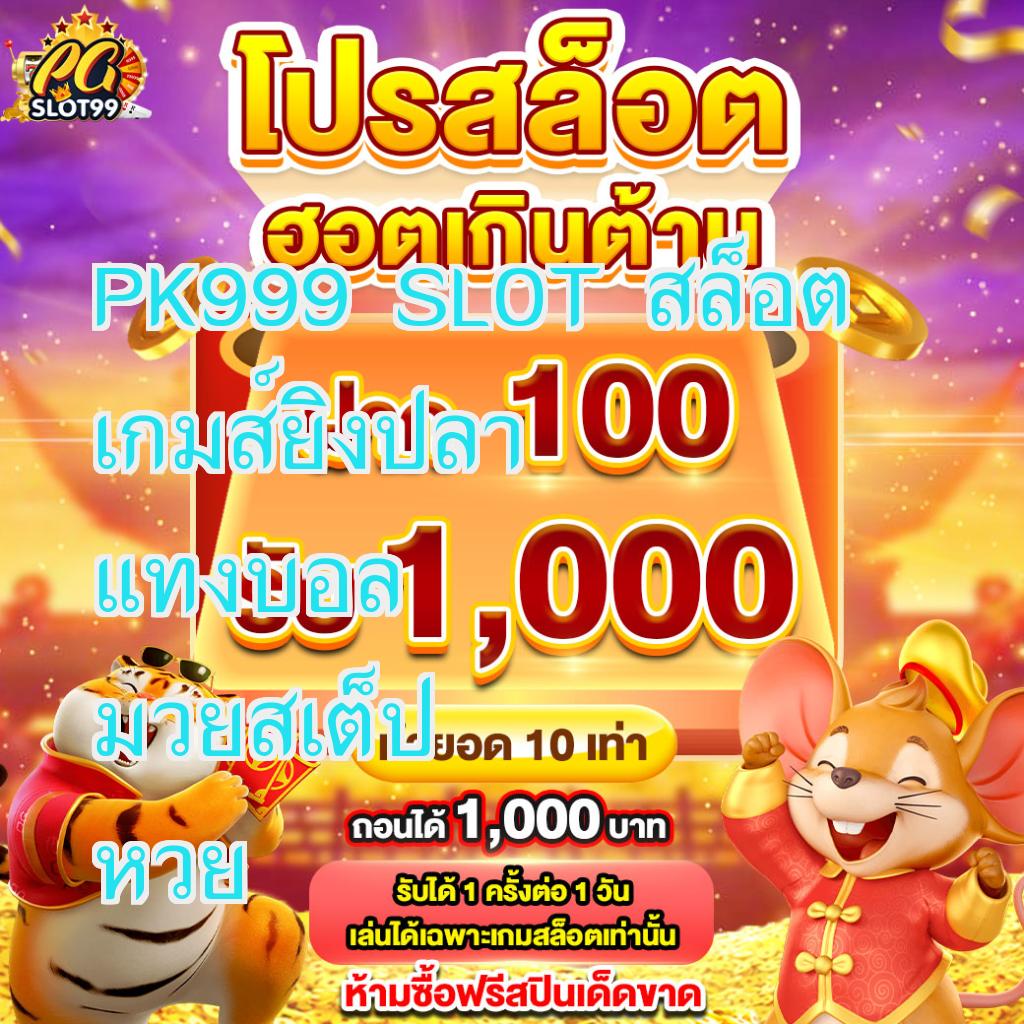 PG
SLOT99
โปรสล็อต
ฮอตเกินต้าน
PK999 SLOT สล็อต
100
เกมส์ยิงปลา
แทงบอล
รับ 1,000
มวยสเต็ป
ยอด 10 เท่า
ถอนได้ 1,000 บาท
หวย
รับได้ 1 ครั้งต่อ 1 วัน
เล่นได้เฉพาะเกมสล็อตเท่านั้น
ห้ามซื้อฟรีสปินเด็ดขาด